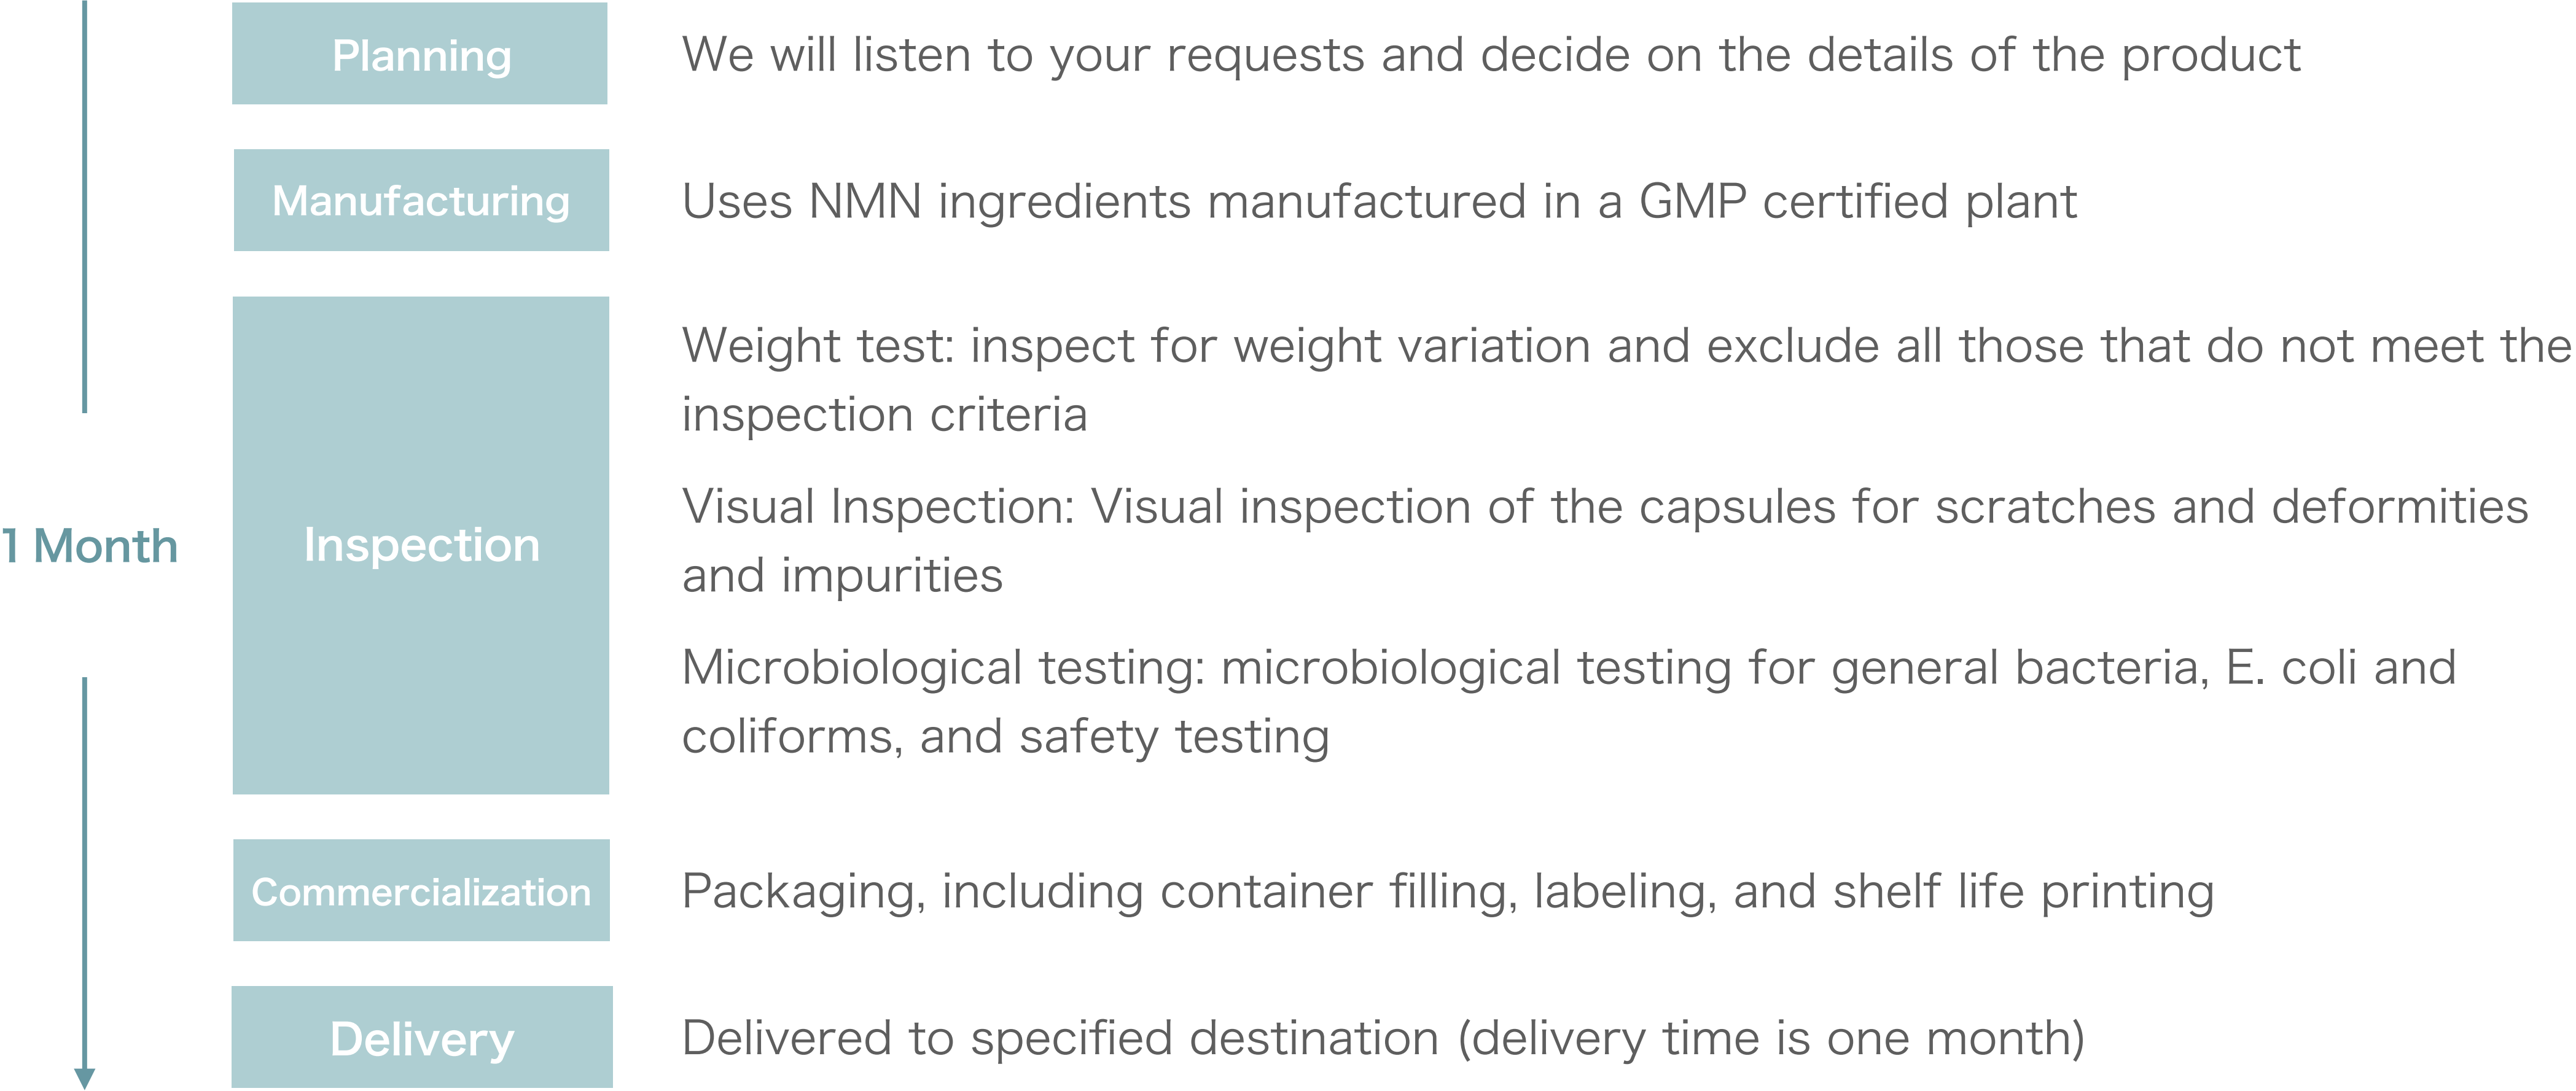 Planning
We will listen to your requests and decide on the details of the product
Manufacturing
Uses NMN ingredients manufactured in a GMP certified plant
Weight test: inspect for weight variation and exclude all those that do not meet the
inspection criteria
Visual Inspection: Visual inspection of the capsules for scratches and deformities
and impurities
1 Month
Inspection
Microbiological testing: microbiological testing for general bacteria, E. coli and
coliforms, and safety testing
Commercialization
Packaging, including container filling, labeling, and shelf life printing
Delivery
Delivered to specified destination (delivery time is one month)